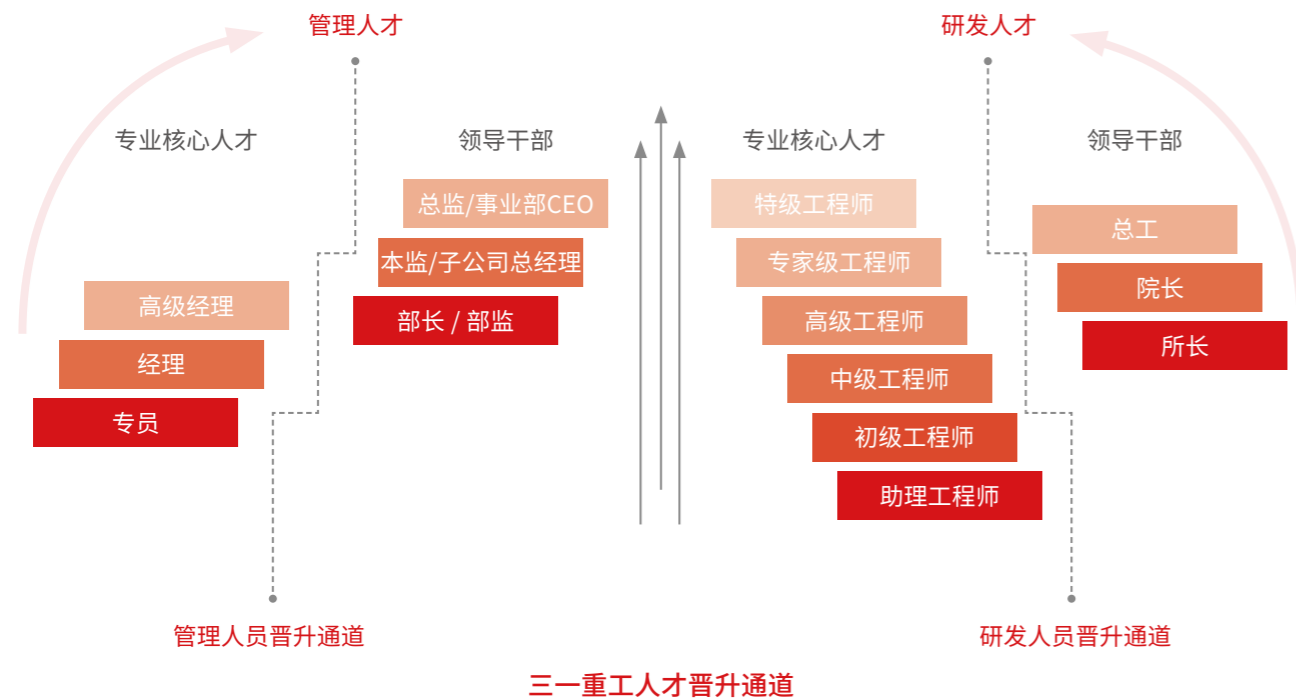 管理人才
专业核心人才
领导干部
总监/事业部CEO
本监/子公司总经理
部长 / 部监
高级经理
经理
专员
管理人员晋升通道
研发人才
专业核心人才
领导干部
特级工程师
专家级工程师
高级工程师
中级工程师
初级工程师
助理工程师
总工
院长
所长
研发人员晋升通道
三一重工人才晋升通道